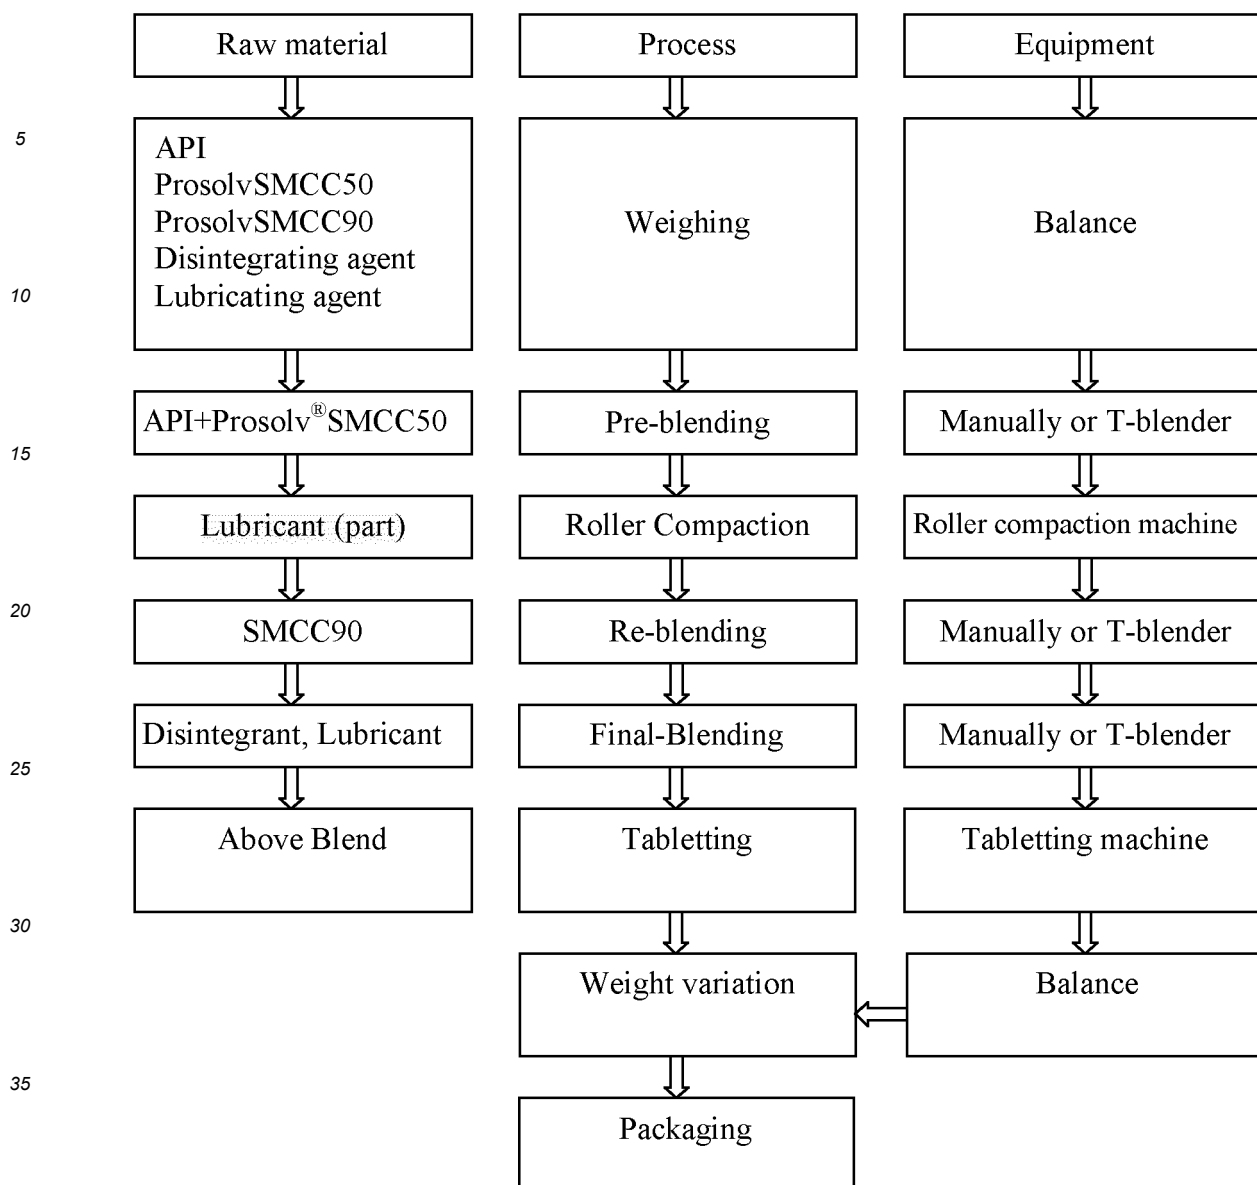 Raw material
Process
Equipment
5
API
ProsolvSMCC50
ProsolvSMCC90
Disintegrating agent
Lubricating agent
Weighing
Balance
10
API+Prosolv®SMCC50
Pre-blending
Manually or T-blender
15
Lubricant (part)
Roller Compaction
Roller compaction machine
20
SMCC90
Re-blending
Manually or T-blender
Disintegrant, Lubricant
Final-Blending
Manually or T-blender
25
Above Blend
Tabletting
Tabletting machine
30
Weight variation
Balance
35
Packaging